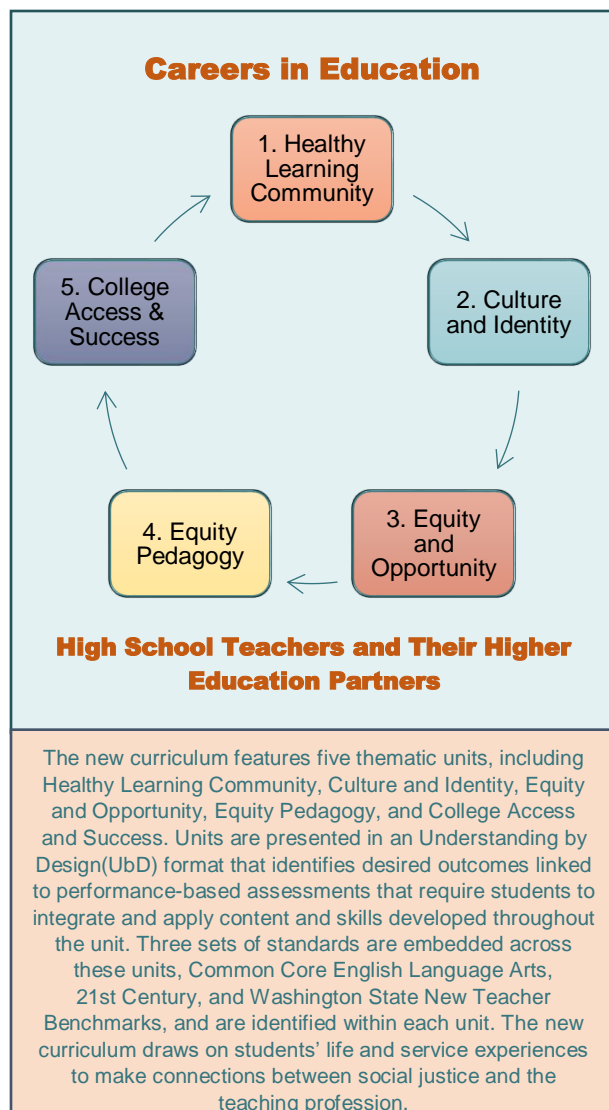 Careers in Education
1. Healthy
Learning
Community
2. Culture
and Identity
3. Equity
and
Opportunity
4. Equity
Pedagogy
5. College
Access &
Success
High School Teachers and Their Higher
Education Partners
The new curriculum features five thematic units, including
Healthy Learning Community, Culture and Identity, Equity
and Opportunity, Equity Pedagogy, and College Access
and Success. Units are presented in an Understanding by
Design(UbD) format that identifies desired outcomes linked
to performance-based assessments that require students to
integrate and apply content and skills developed throughout
the unit. Three sets of standards are embedded across
these units, Common Core English Language Arts,
21st Century, and Washington State New Teacher
Benchmarks, and are identified within each unit. The new
curriculum draws on students’ life and service experiences
to make connections between social justice and the
teaching profession.